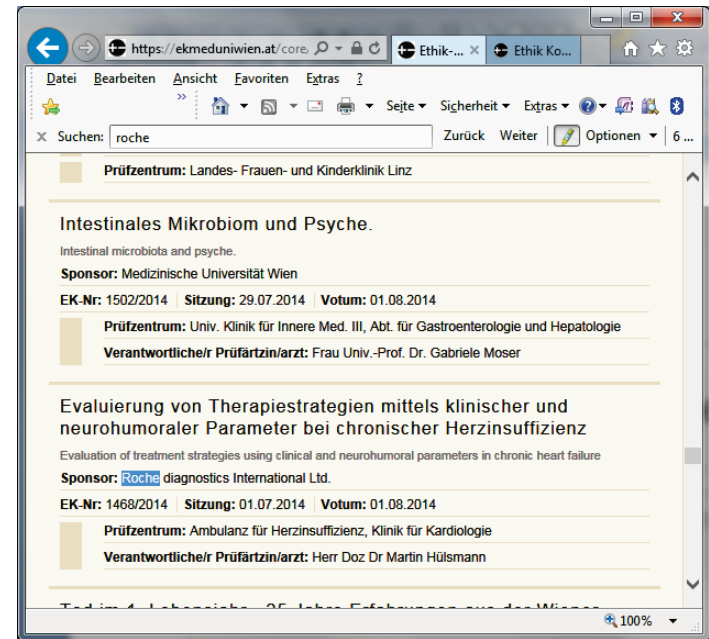 https://ekmeduniwien.at/core,
Ethik-...
Ethik Ko...
Datei Bearbeiten Ansicht Favoriten Extras ?
» Seite Sicherheit Extras
x Suchen: roche Zurück Weiter Optionen 6 ...
Prüfzentrum: Landes- Frauen- und Kinderklinik Linz
Intestinales Mikrobiom und Psyche.
Intestinal microbiota and psyche.
Sponsor: Medizinische Universität Wien
EK-Nr: 1502/2014 Sitzung: 29.07.2014 Votum: 01.08.2014
Prüfzentrum: Univ. Klinik für Innere Med. III, Abt. für Gastroenterologie und Hepatologie
Verantwortliche/r Prüfärtzin/arzt: Frau Univ.-Prof. Dr. Gabriele Moser
Evaluierung von Therapiestrategien mittels klinischer und
neurohumoraler Parameter bei chronischer Herzinsuffizienz
Evaluation of treatment strategies using clinical and neurohumoral parameters in chronic heart failure
Sponsor: Roche diagnostics International Ltd.
EK-Nr: 1468/2014 Sitzung: 01.07.2014 Votum: 01.08.2014
Prüfzentrum: Ambulanz für Herzinsuffizienz, Klinik für Kardiologie
Verantwortliche/r Prüfärtzin/arzt: Herr Doz Dr Martin Hülsmann
100%